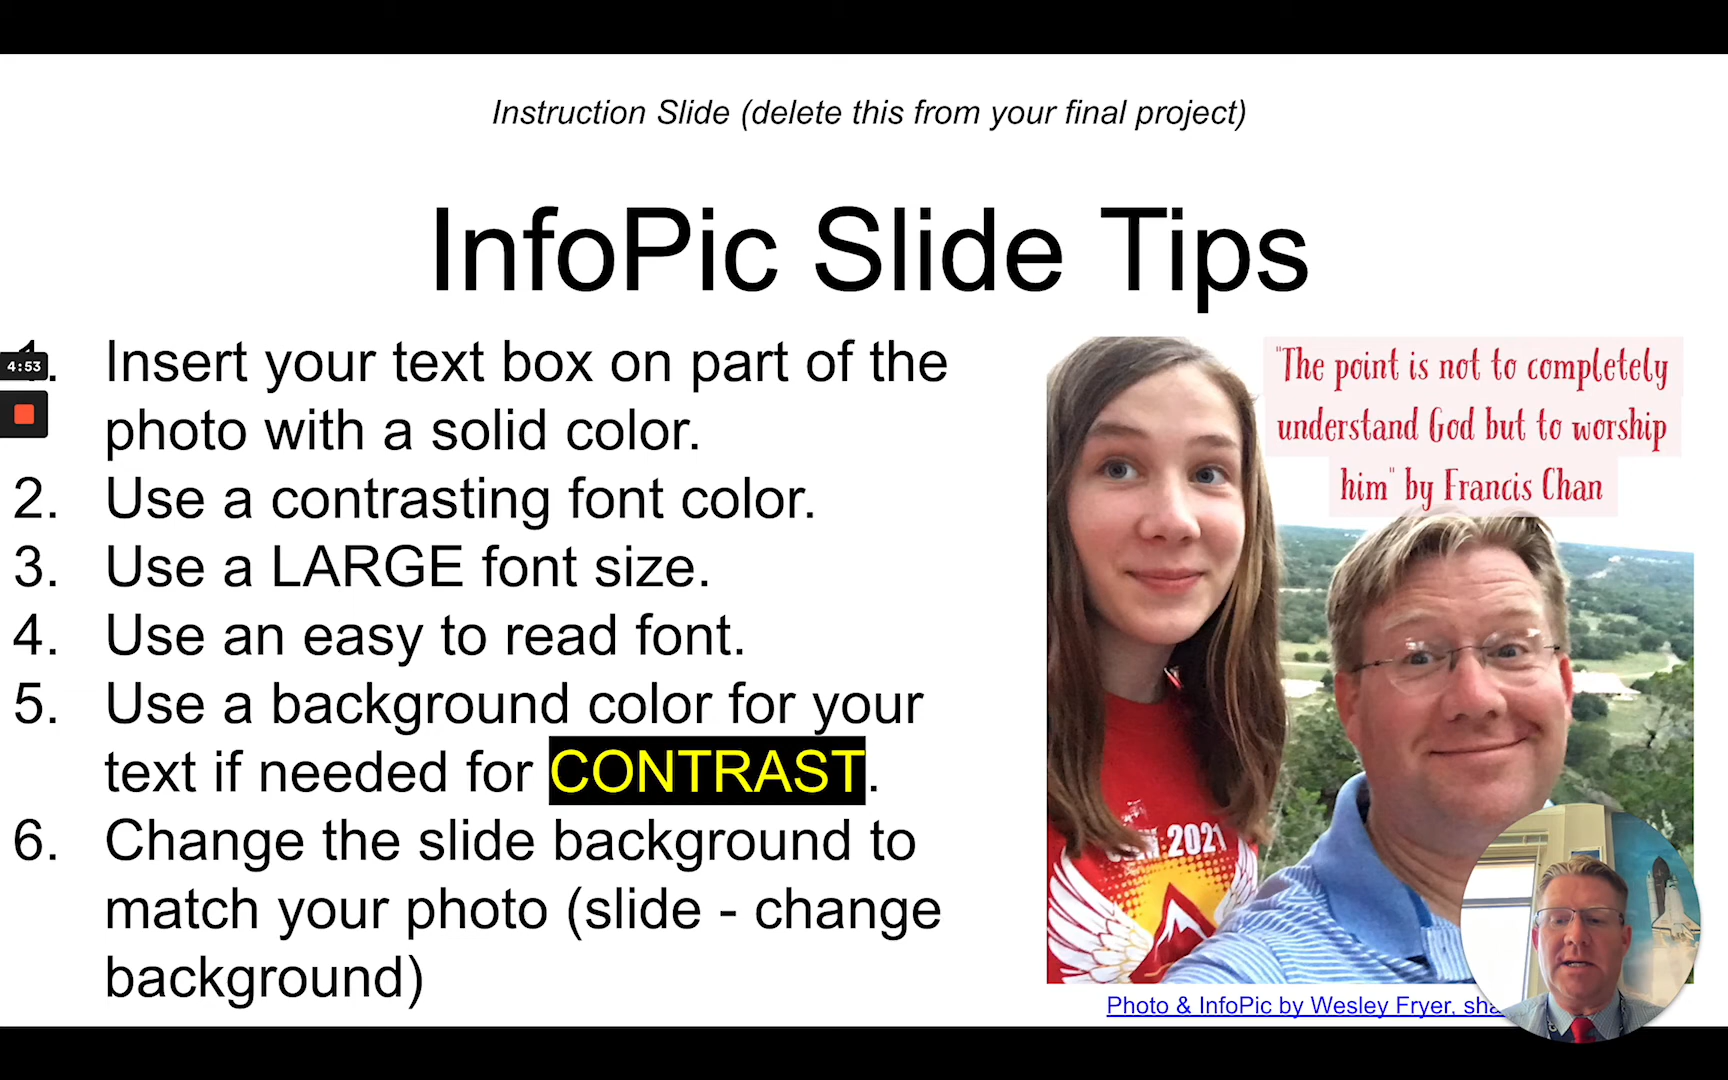 Instruction Slide (delete this from your final project)
InfoPic Slide Tips
4:53
1. Insert your text box on part of the
photo with a solid color.
2. Use a contrasting font color.
3. Use a LARGE font size.
4. Use an easy to read font.
5. Use a background color for your
text if needed for CONTRAST.
6. Change the slide background to
match your photo (slide - change
background)
"The point is not to completely
understand God but to worship
him" by Francis Chan
2021
Photo & InfoPic by Wesley Fryer,